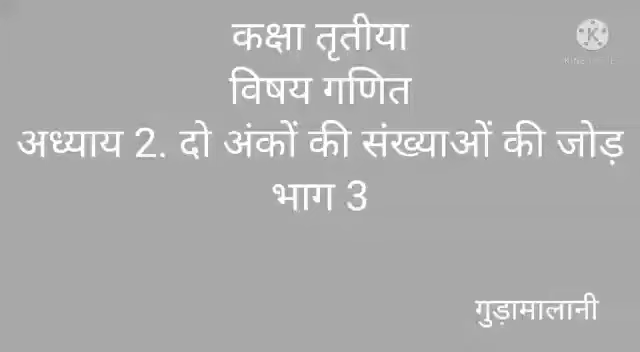 कक्षा तृतीया
विषय गणित
अध्याय 2. दो अंकों की संख्याओं की जोड़
भाग 3
गुड़ामालानी